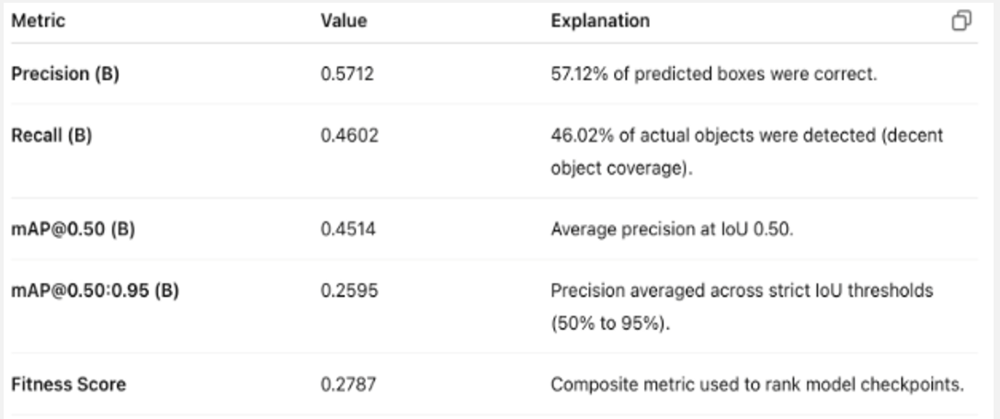 Metric Value Explanation
Precision (B) 0.5712 57.12% of predicted boxes were correct.
Recall (B) 0.4602 46.02% of actual objects were detected (decent
object coverage).
mAP@0.50 (B) 0.4514 Average precision at IoU 0.50.
mAP@0.50:0.95 (B) 0.2595 Precision averaged across strict IoU thresholds
(50% to 95%).
Fitness Score 0.2787 Composite metric used to rank model checkpoints.